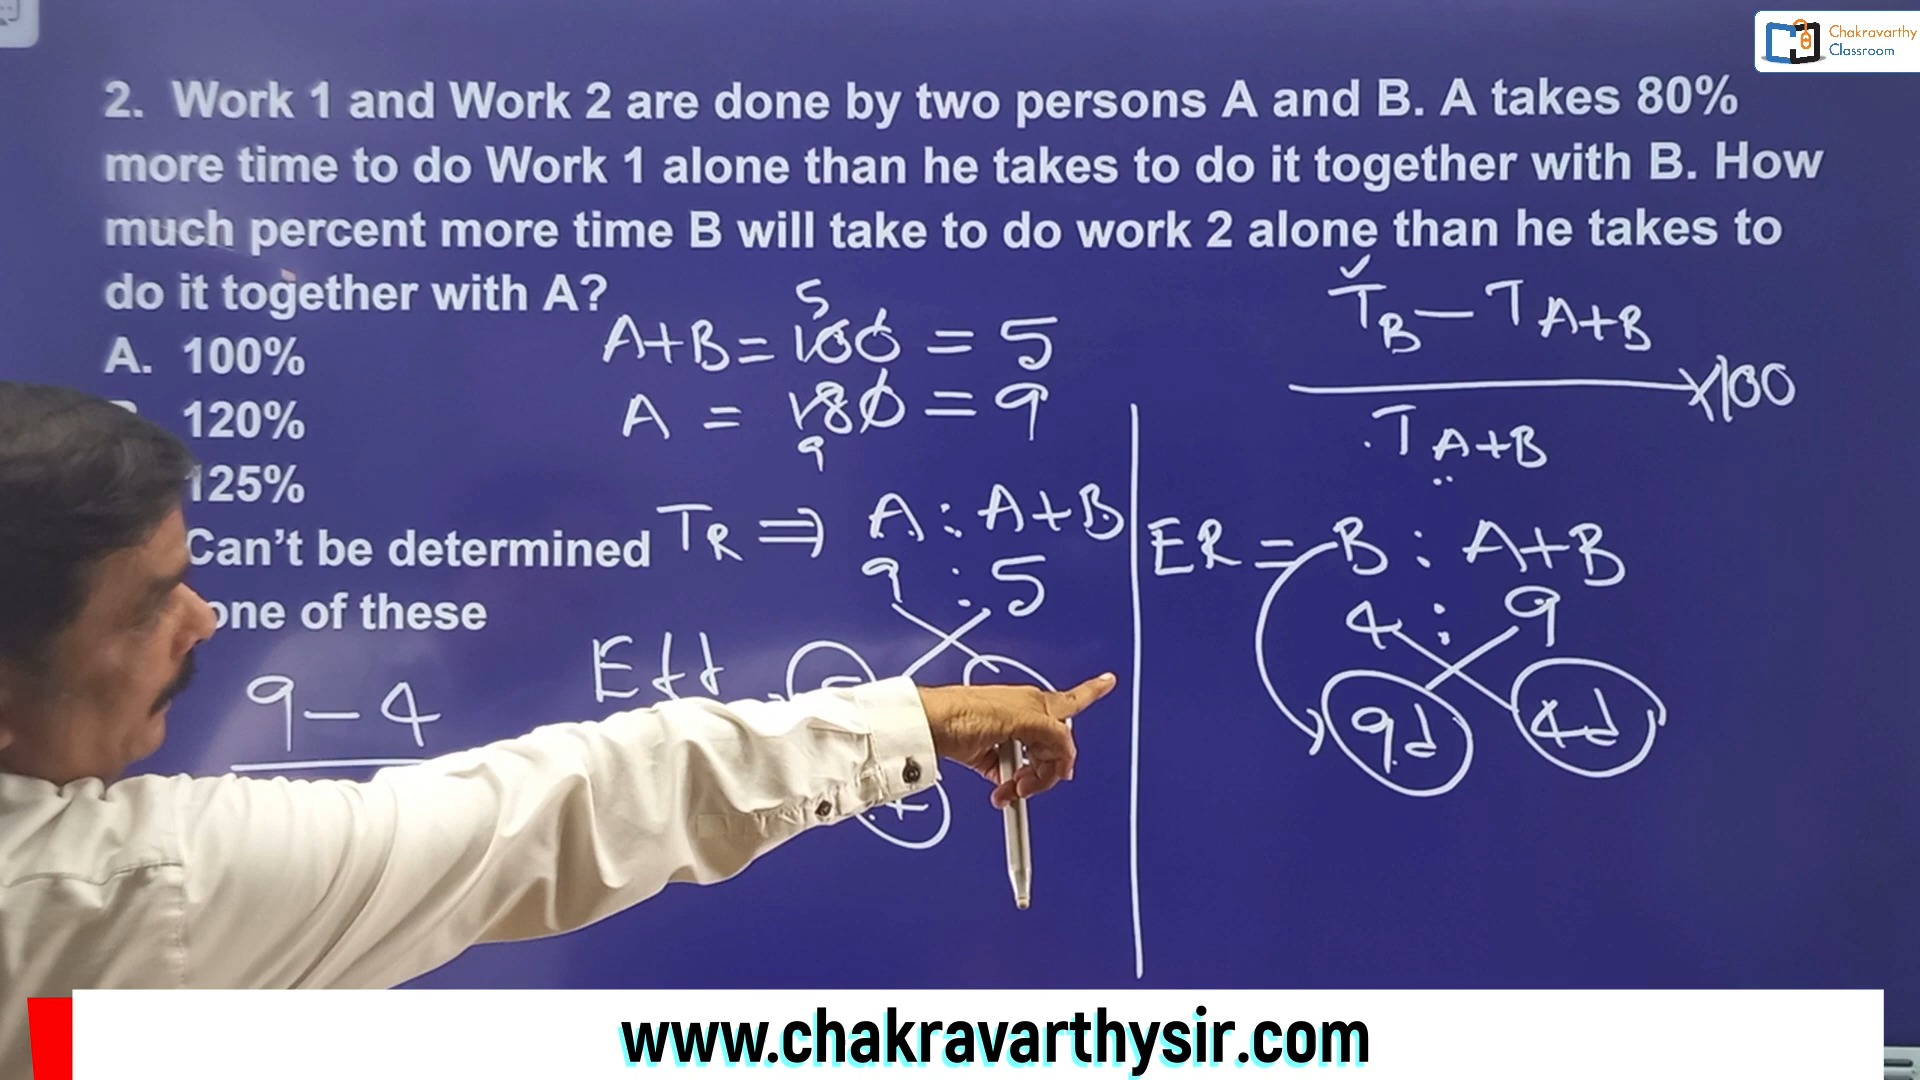 Chakravarthy
Classroom
2. Work 1 and Work 2 are done by two persons A and B. A takes 80%
more time to do Work 1 alone than he takes to do it together with B. How
much percent more time B will take to do work 2 alone than he takes to
do it together with A?
A. 100%
120%
125%
Can't be determined
one of these
5
A+B = 100 = 5
A = 180 = 9
9
TR ⇒ A : A+B
9 : 5
Eff
9 – 4
T_B – T_A+B
×100
T_A+B
ER = B : A+B
4 : 9
9d 4d
www.chakravarthysir.com